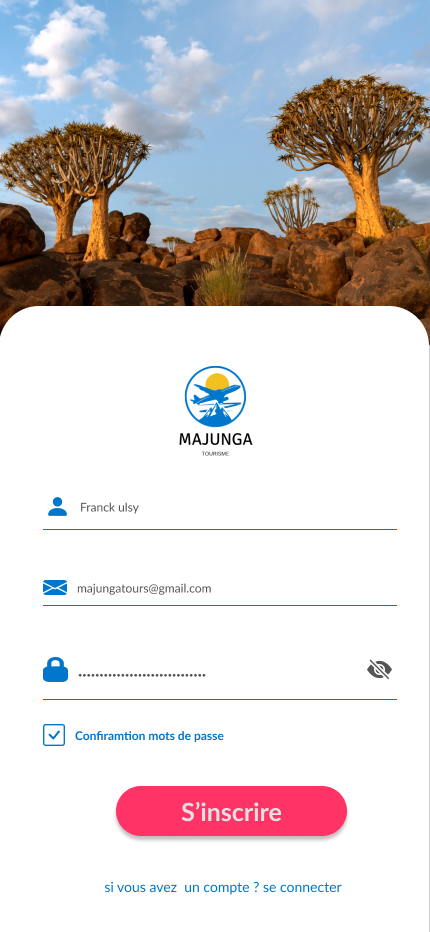 MAJUNGA
TOURISME
Franck ulsy
majungatours@gmail.com
Confiramtion mots de passe
S'inscrire
si vous avez un compte ? se connecter